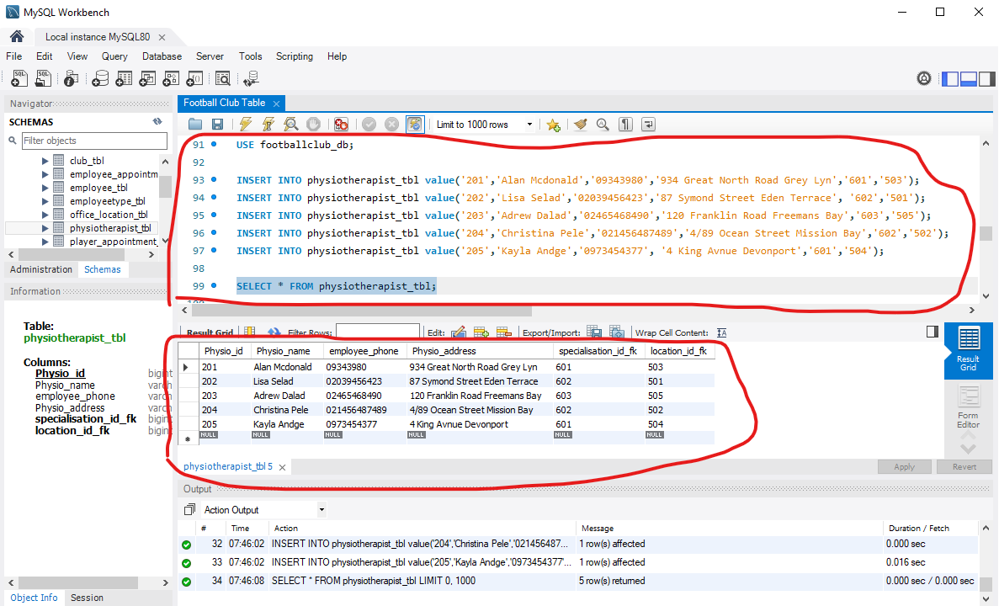 MySQL Workbench
Local instance MySQL80
File Edit View Query Database Server Tools Scripting Help
Navigator
SCHEMAS
Filter objects
club_tbl
employee_appointm
employee_tbl
employeetype_tbl
office_location_tbl
physiotherapist_tbl
player_appointment_
Administration Schemas
Information
Table:
physiotherapist_tbl
Columns:
Physio_id bigint
Physio_name varch
employee_phone varch
Physio_address varch
specialisation_id_fk bigint
location_id_fk bigint
Object Info Session
Football Club Table
Limit to 1000 rows
91 USE footballclub_db;
92
93 INSERT INTO physiotherapist_tbl value('201','Alan Mcdonald','09343980','934 Great North Road Grey Lyn','601','503');
94 INSERT INTO physiotherapist_tbl value('202','Lisa Selad','02039456423','87 Symond Street Eden Terrace', '602','501');
95 INSERT INTO physiotherapist_tbl value('203','Adrew Dalad','02465468490','120 Franklin Road Freemans Bay','603','505');
96 INSERT INTO physiotherapist_tbl value('204','Christina Pele','021456487489','4/89 Ocean Street Mission Bay','602','502');
97 INSERT INTO physiotherapist_tbl value('205','Kayla Andge','0973454377', '4 King Avnue Devonport','601','504');
98
99 SELECT * FROM physiotherapist_tbl;
Result Grid Filter Rows: Edit: Export/Import: Wrap Cell Content:
Physio_id Physio_name employee_phone Physio_address specialisation_id_fk location_id_fk
201 Alan Mcdonald 09343980 934 Great North Road Grey Lyn 601 503
202 Lisa Selad 02039456423 87 Symond Street Eden Terrace 602 501
203 Adrew Dalad 02465468490 120 Franklin Road Freemans Bay 603 505
204 Christina Pele 021456487489 4/89 Ocean Street Mission Bay 602 502
205 Kayla Andge 0973454377 4 King Avnue Devonport 601 504
NULL NULL NULL NULL NULL NULL
Result Grid
Form Editor
physiotherapist_tbl 5
Apply Revert
Output
Action Output
# Time Action Message Duration / Fetch
32 07:46:02 INSERT INTO physiotherapist_tbl value('204','Christina Pele','021456487... 1 row(s) affected 0.000 sec
33 07:46:02 INSERT INTO physiotherapist_tbl value('205','Kayla Andge','0973454377'... 1 row(s) affected 0.016 sec
34 07:46:08 SELECT * FROM physiotherapist_tbl LIMIT 0, 1000 5 row(s) returned 0.000 sec / 0.000 sec